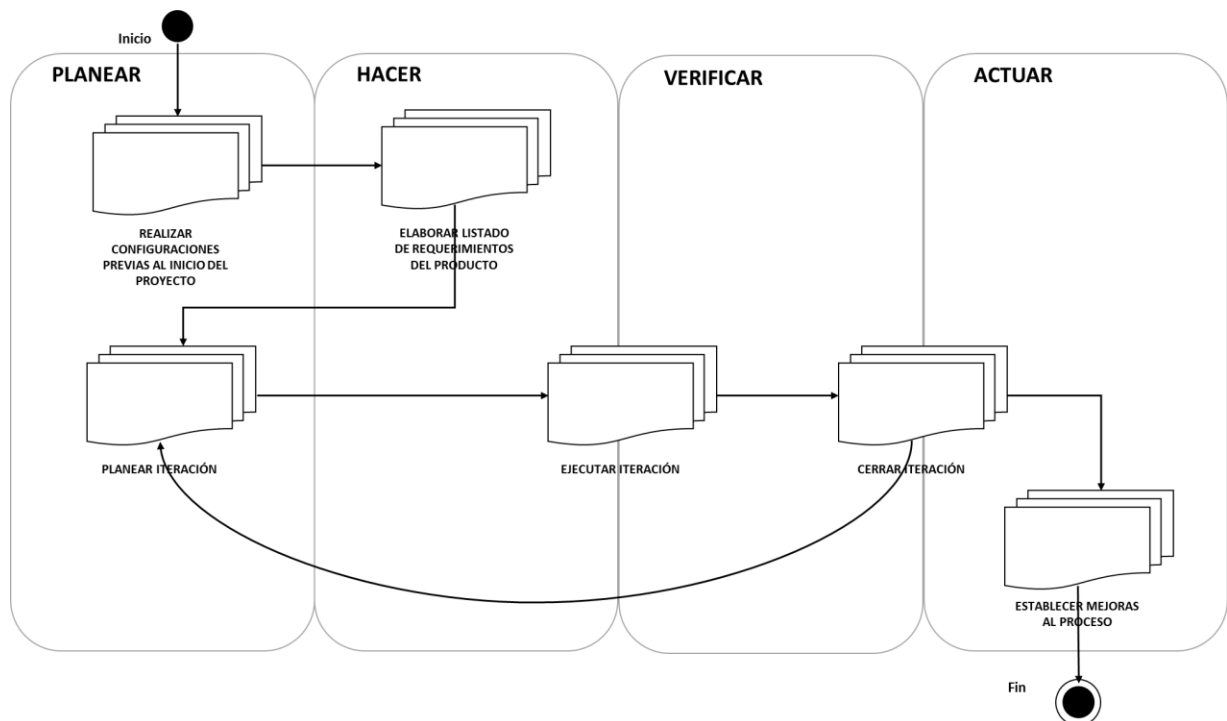 Inicio
PLANEAR
HACER
VERIFICAR
ACTUAR
REALIZAR
CONFIGURACIONES
PREVIAS AL INICIO DEL
PROYECTO
ELABORAR LISTADO
DE REQUERIMIENTOS
DEL PRODUCTO
PLANEAR ITERACIÓN
EJECUTAR ITERACIÓN
CERRAR ITERACIÓN
ESTABLECER MEJORAS
AL PROCESO
Fin